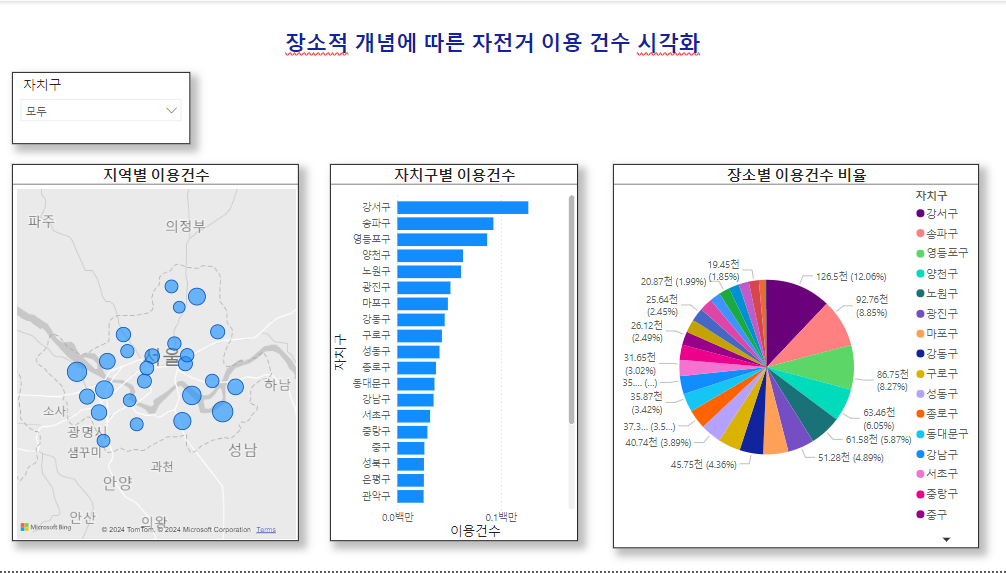 장소적 개념에 따른 자전거 이용 건수 시각화
자치구
모두
지역별 이용건수
파주
의정부
서울
하남
소사
광명시
샘꾸미
성남
과천
안양
안산
의왕
Microsoft Bing
© 2024 TomTom, © 2024 Microsoft Corporation Terms
자치구별 이용건수
자치구
강서구
송파구
영등포구
양천구
노원구
광진구
마포구
강동구
구로구
성동구
종로구
동대문구
강남구
서초구
중랑구
중구
성북구
은평구
관악구
0.0백만 0.1백만
이용건수
장소별 이용건수 비율
126.5천 (12.06%)
92.76천
(8.85%)
86.75천
(8.27%)
63.46천
(6.05%)
61.58천 (5.87%)
51.28천 (4.89%)
45.75천 (4.36%)
40.74천 (3.89%)
37.3... (3.5...)
35.87천
(3.42%)
35.... (...)
31.65천
(3.02%)
26.12천
(2.49%)
25.64천
(2.45%)
20.87천 (1.99%)
19.45천
(1.85%)
자치구
강서구
송파구
영등포구
양천구
노원구
광진구
마포구
강동구
구로구
성동구
종로구
동대문구
강남구
서초구
중랑구
중구